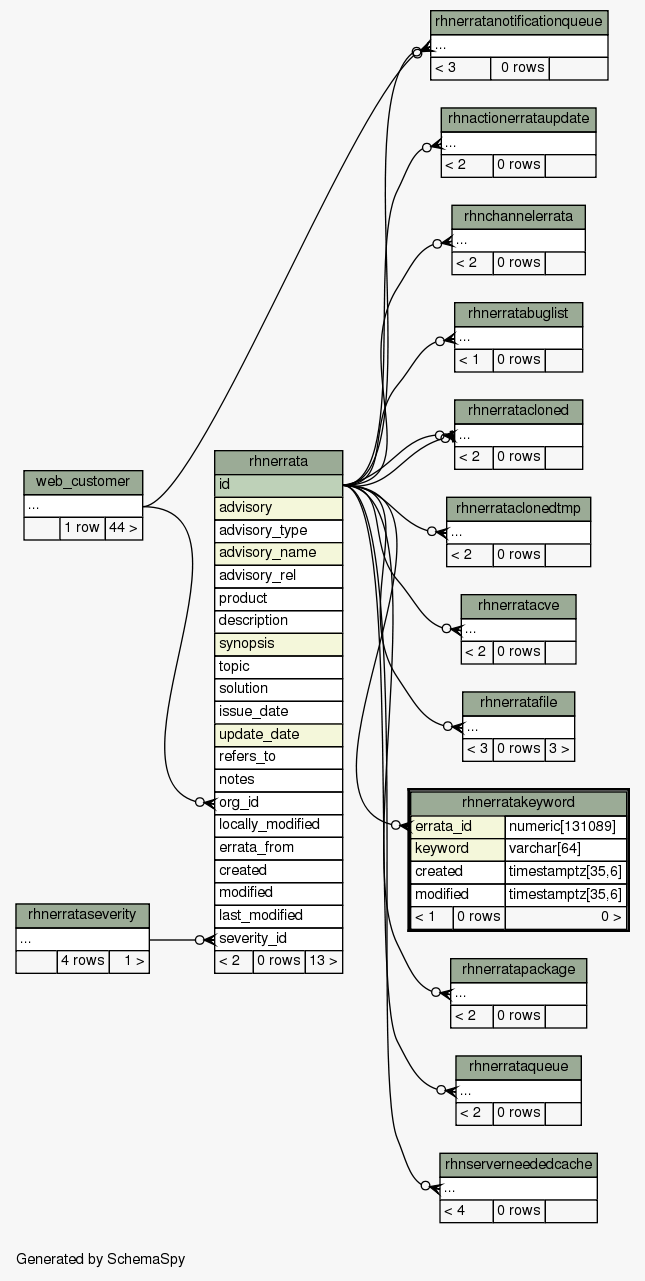 rhnerratanotificationqueue
...
< 3 0 rows
rhnactionerrataupdate
...
< 2 0 rows
rhnchannelerrata
...
< 2 0 rows
rhnerratabuglist
...
< 1 0 rows
rhnerratacloned
...
< 2 0 rows
web_customer
...
1 row 44 >
rhnerrata
id
advisory
advisory_type
advisory_name
advisory_rel
product
description
synopsis
topic
solution
issue_date
update_date
refers_to
notes
org_id
locally_modified
errata_from
created
modified
last_modified
severity_id
< 2 0 rows 13 >
rhnerrataclonedtmp
...
< 2 0 rows
rhnerratacve
...
< 2 0 rows
rhnerratafile
...
< 3 0 rows 3 >
rhnerratakeyword
errata_id numeric[131089]
keyword varchar[64]
created timestamptz[35,6]
modified timestamptz[35,6]
< 1 0 rows 0 >
rhnerrataseverity
...
4 rows 1 >
rhnerratapackage
...
< 2 0 rows
rhnerrataqueue
...
< 2 0 rows
rhnserverneededcache
...
< 4 0 rows
Generated by SchemaSpy